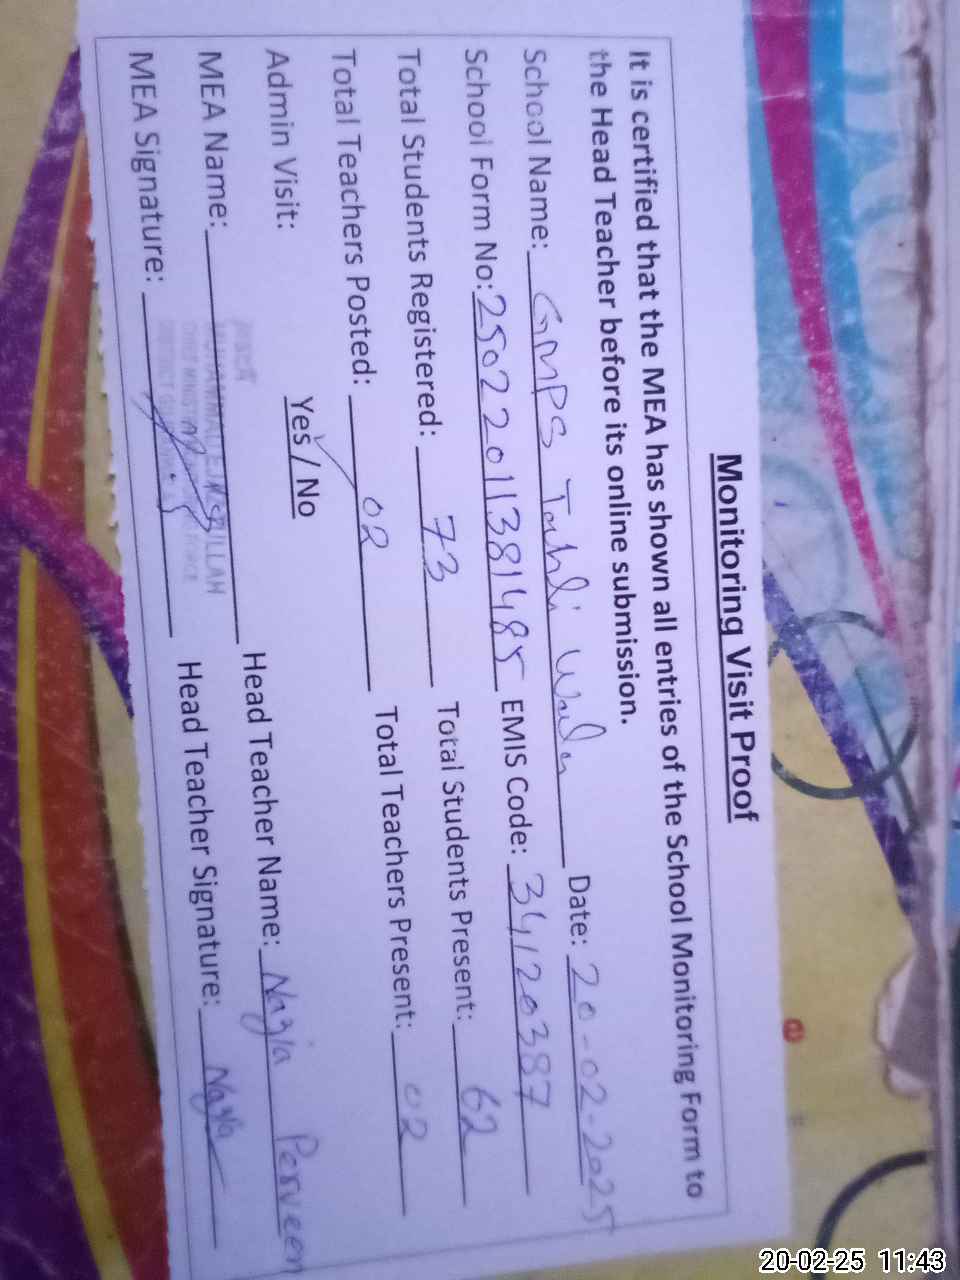 Monitoring Visit Proof
It is certified that the MEA has shown all entries of the School Monitoring Form to
the Head Teacher before its online submission.
School Name: GMPS Tahli Wala Date: 20-02-2025
School Form No: 25022011381485 EMIS Code: 34120387
Total Students Registered: 73 Total Students Present: 62
Total Teachers Posted: 02 Total Teachers Present: 02
Admin Visit: Yes / No
MEA Name: Head Teacher Name: Nazia Perveen
MEA Signature: Head Teacher Signature: Nazia
20-02-25 11:43